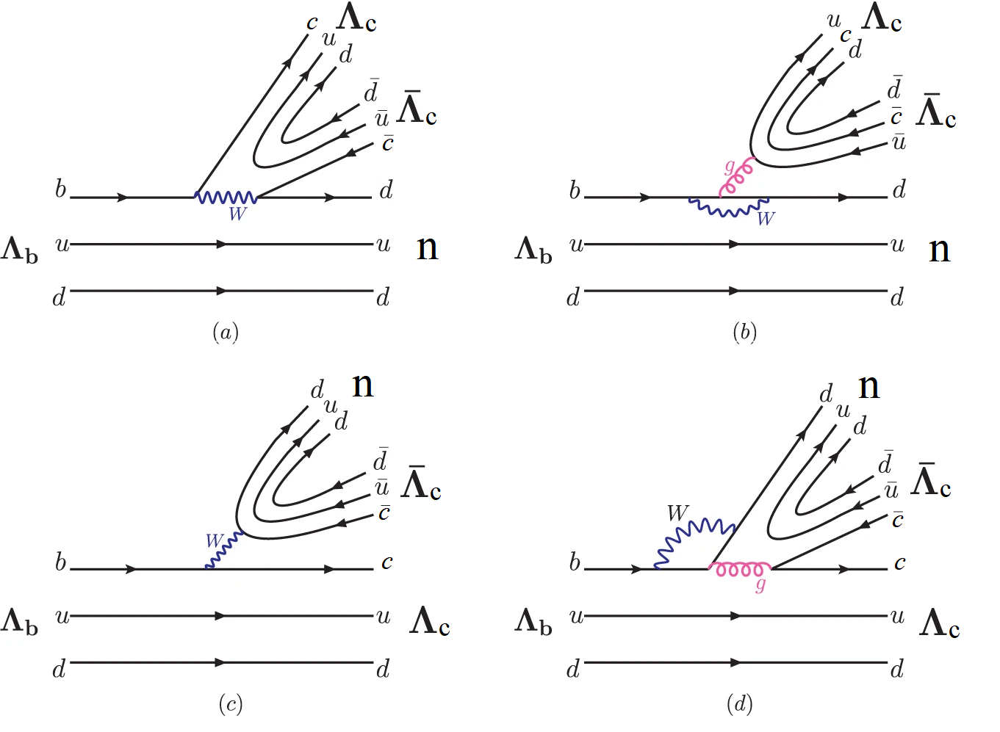 c Λc
u
d
d̄
ū Λ̄c
c̄
b W d
Λb u u n
d d
(a)
u Λc
c
d
d̄
c̄ Λ̄c
ū
g
b W d
Λb u u n
d d
(b)
d n
u
d
d̄
ū Λ̄c
c̄
W
b c
Λb u u Λc
d d
(c)
d n
u
d
d̄
ū Λ̄c
c̄
W
b g c
Λb u u Λc
d d
(d)